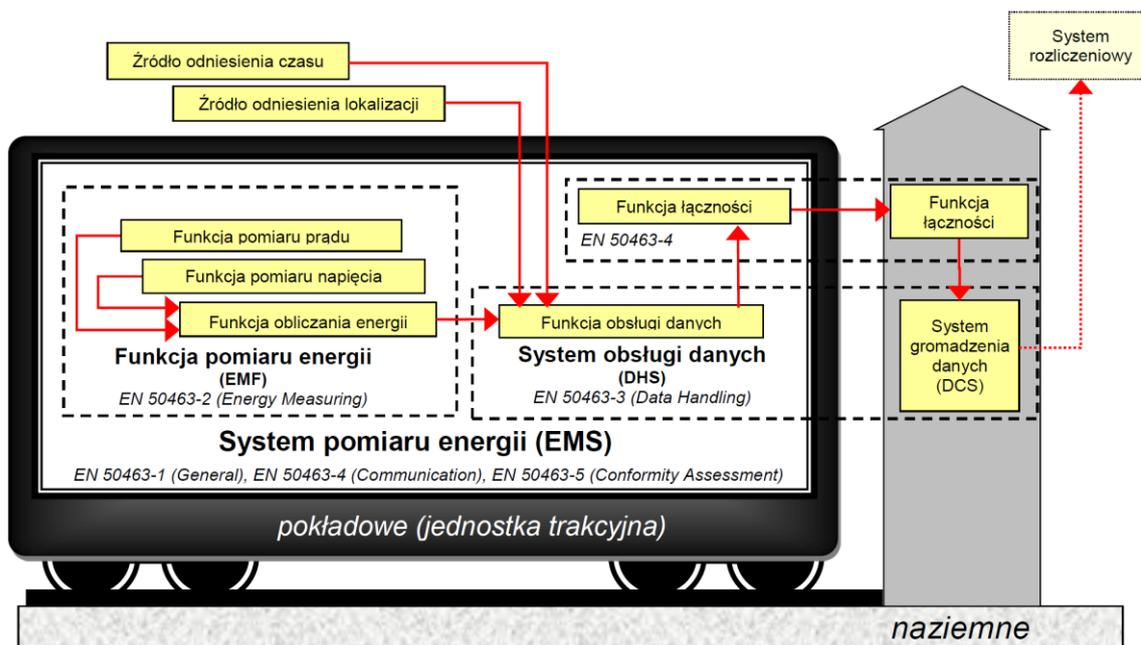 Źródło odniesienia czasu
Źródło odniesienia lokalizacji
System
rozliczeniowy
Funkcja pomiaru prądu
Funkcja pomiaru napięcia
Funkcja obliczania energii
Funkcja pomiaru energii
(EMF)
EN 50463-2 (Energy Measuring)
Funkcja łączności
EN 50463-4
Funkcja
łączności
Funkcja obsługi danych
System obsługi danych
(DHS)
EN 50463-3 (Data Handling)
System
gromadzenia
danych
(DCS)
System pomiaru energii (EMS)
EN 50463-1 (General), EN 50463-4 (Communication), EN 50463-5 (Conformity Assessment)
pokładowe (jednostka trakcyjna)
naziemne